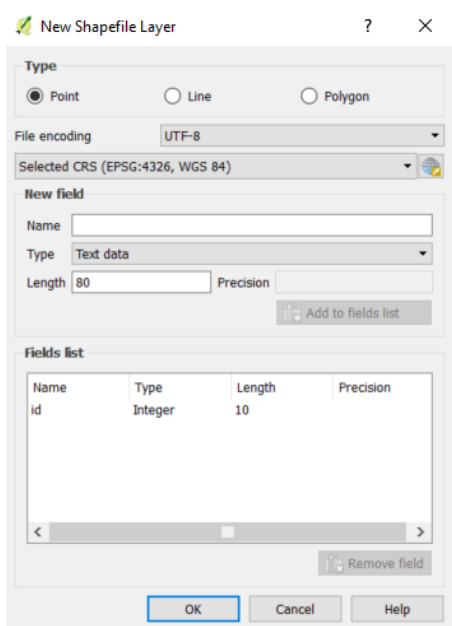 New Shapefile Layer ? X
Type
Point Line Polygon
File encoding UTF-8
Selected CRS (EPSG:4326, WGS 84)
New field
Name
Type Text data
Length 80 Precision
Add to fields list
Fields list
Name Type Length Precision
id Integer 10
Remove field
OK Cancel Help